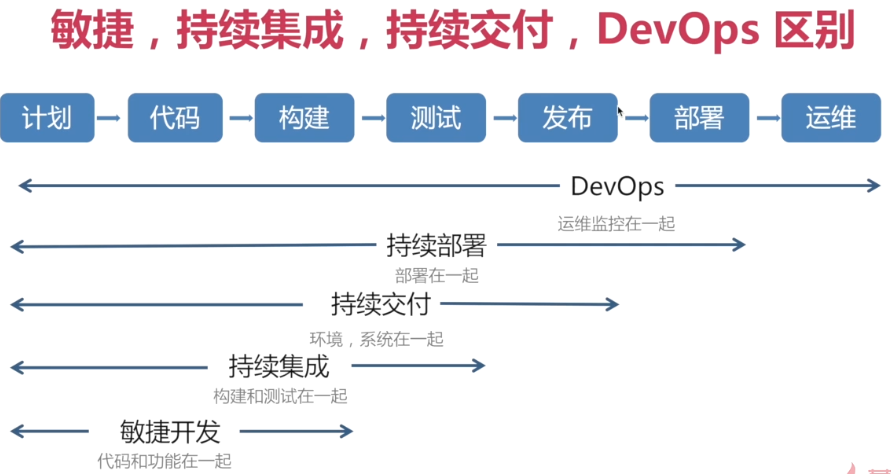 敏捷，持续集成，持续交付，DevOps 区别
计划 代码 构建 测试 发布 部署 运维
DevOps
运维监控在一起
持续部署
部署在一起
持续交付
环境，系统在一起
持续集成
构建和测试在一起
敏捷开发
代码和功能在一起